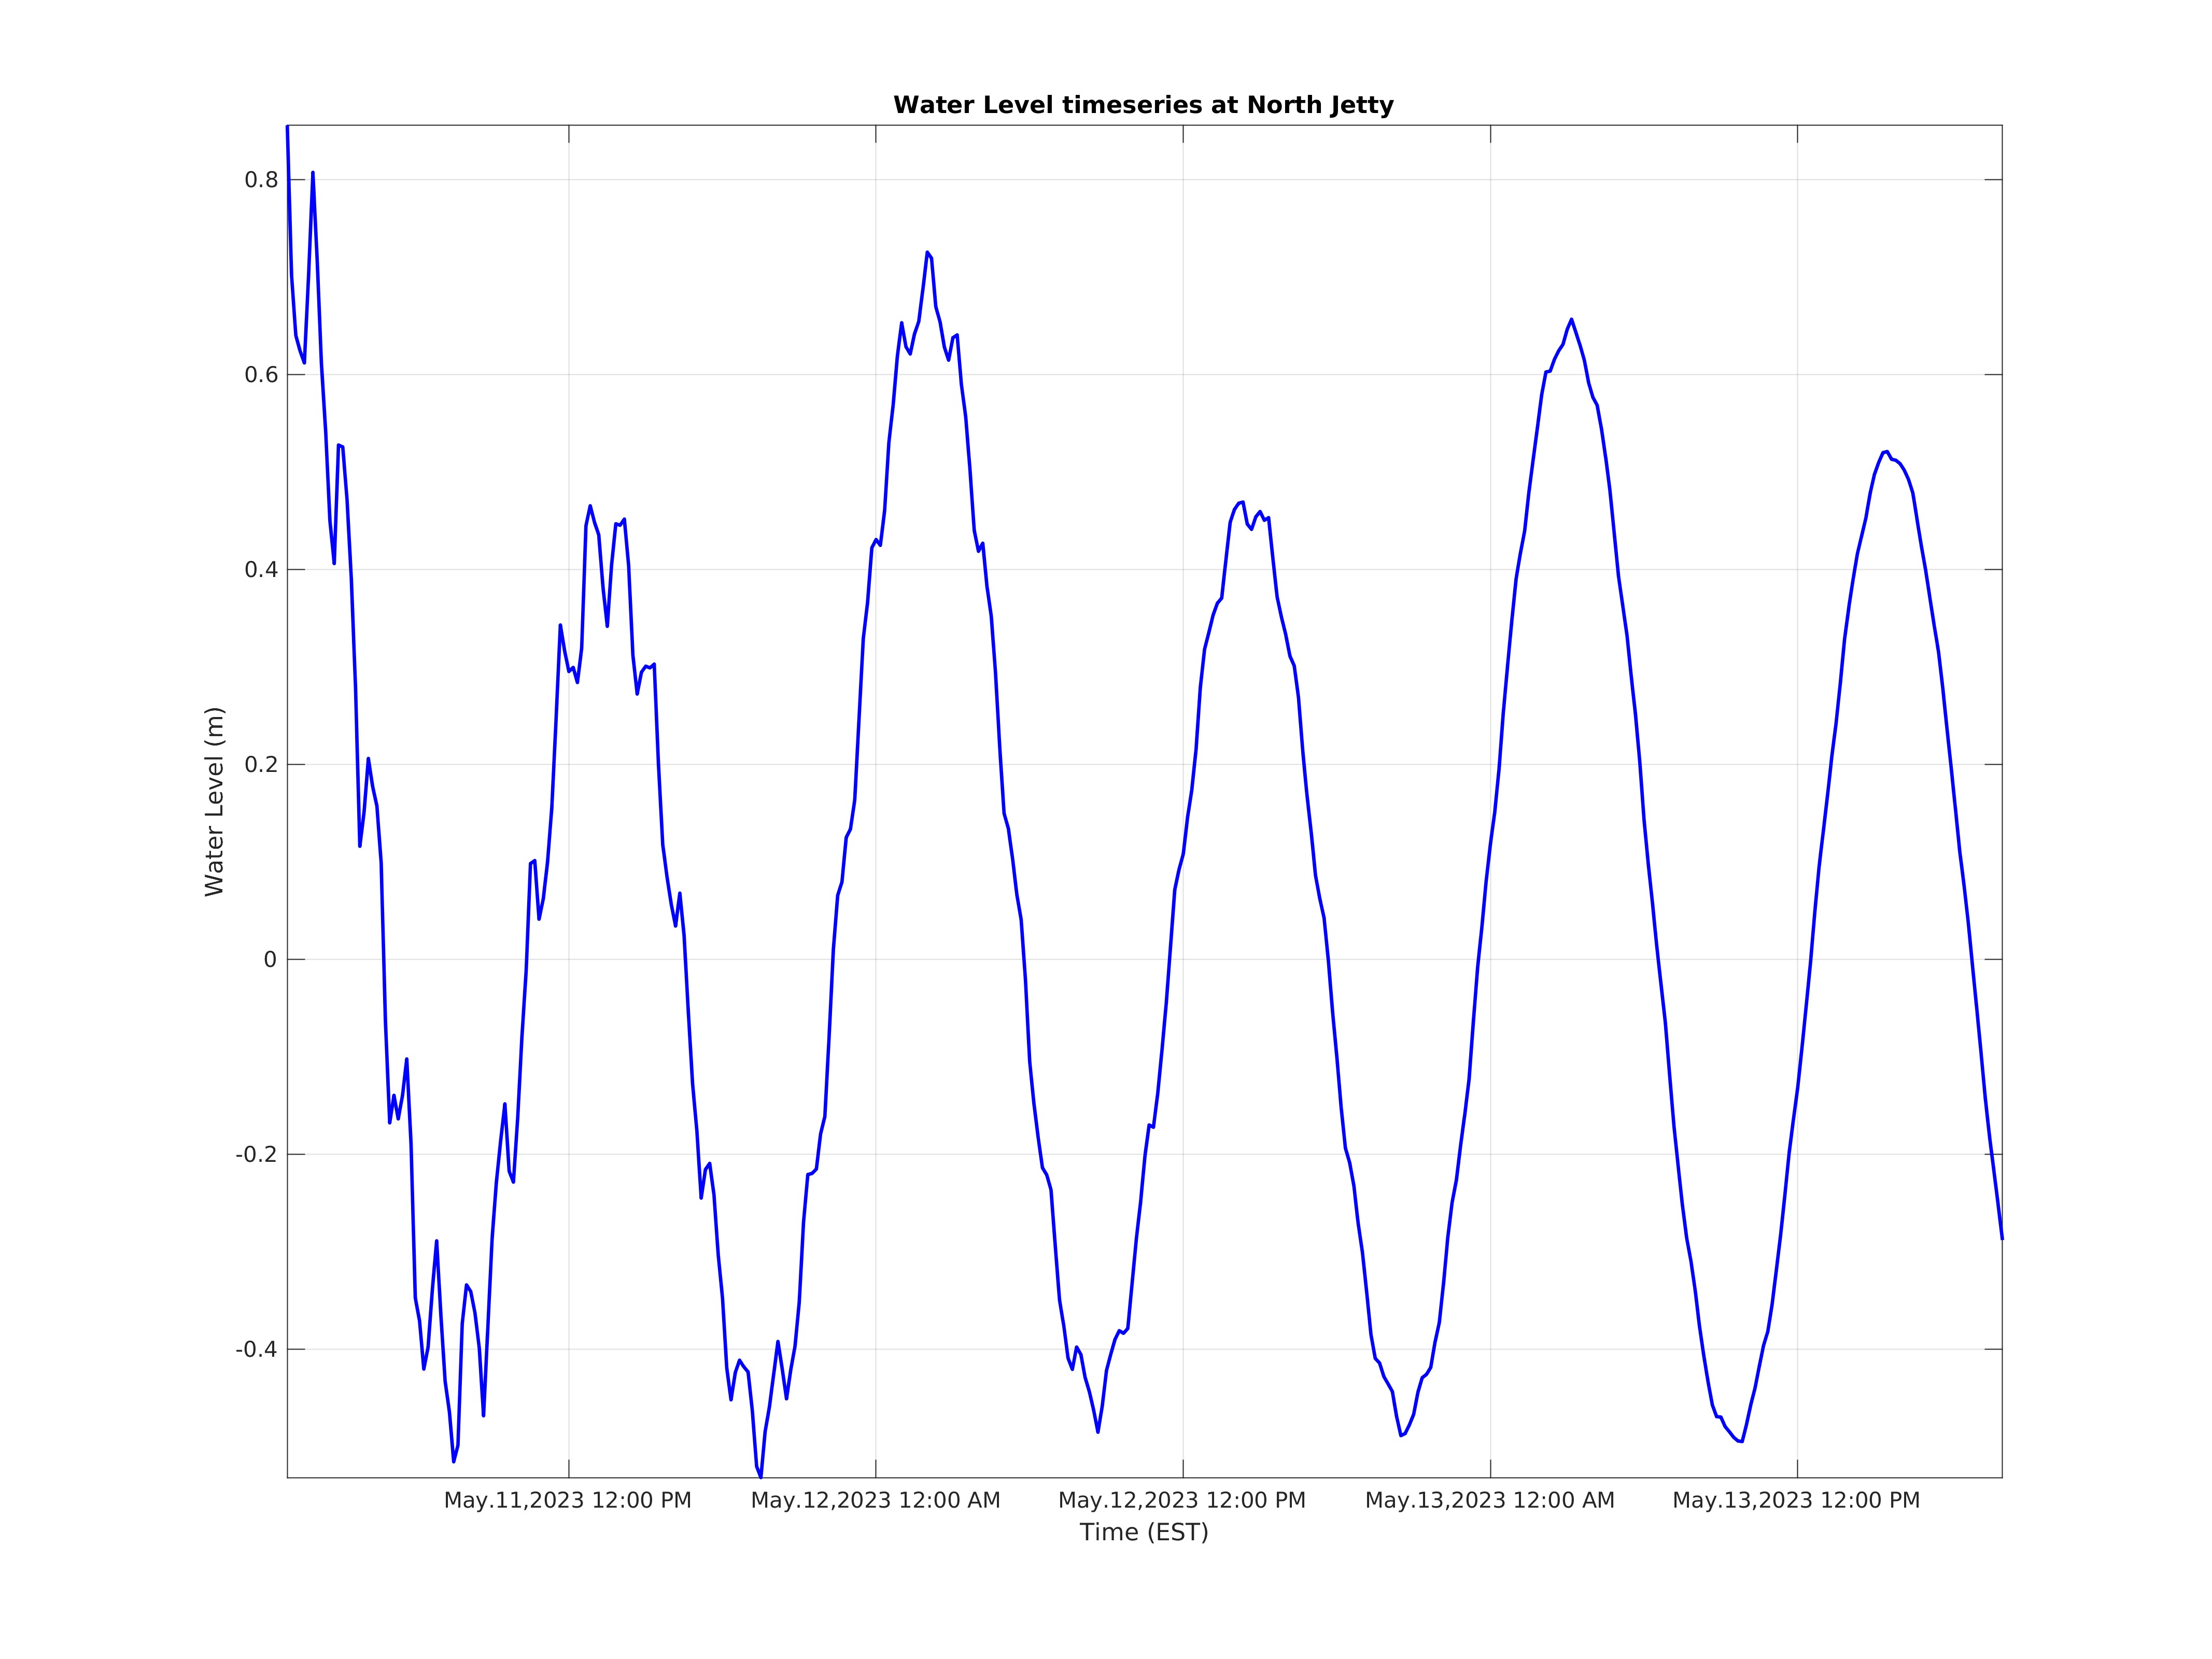 Water Level timeseries at North Jetty
0.8
0.6
0.4
0.2
0
-0.2
-0.4
Water Level (m)
May.11,2023 12:00 PM
May.12,2023 12:00 AM
May.12,2023 12:00 PM
May.13,2023 12:00 AM
May.13,2023 12:00 PM
Time (EST)